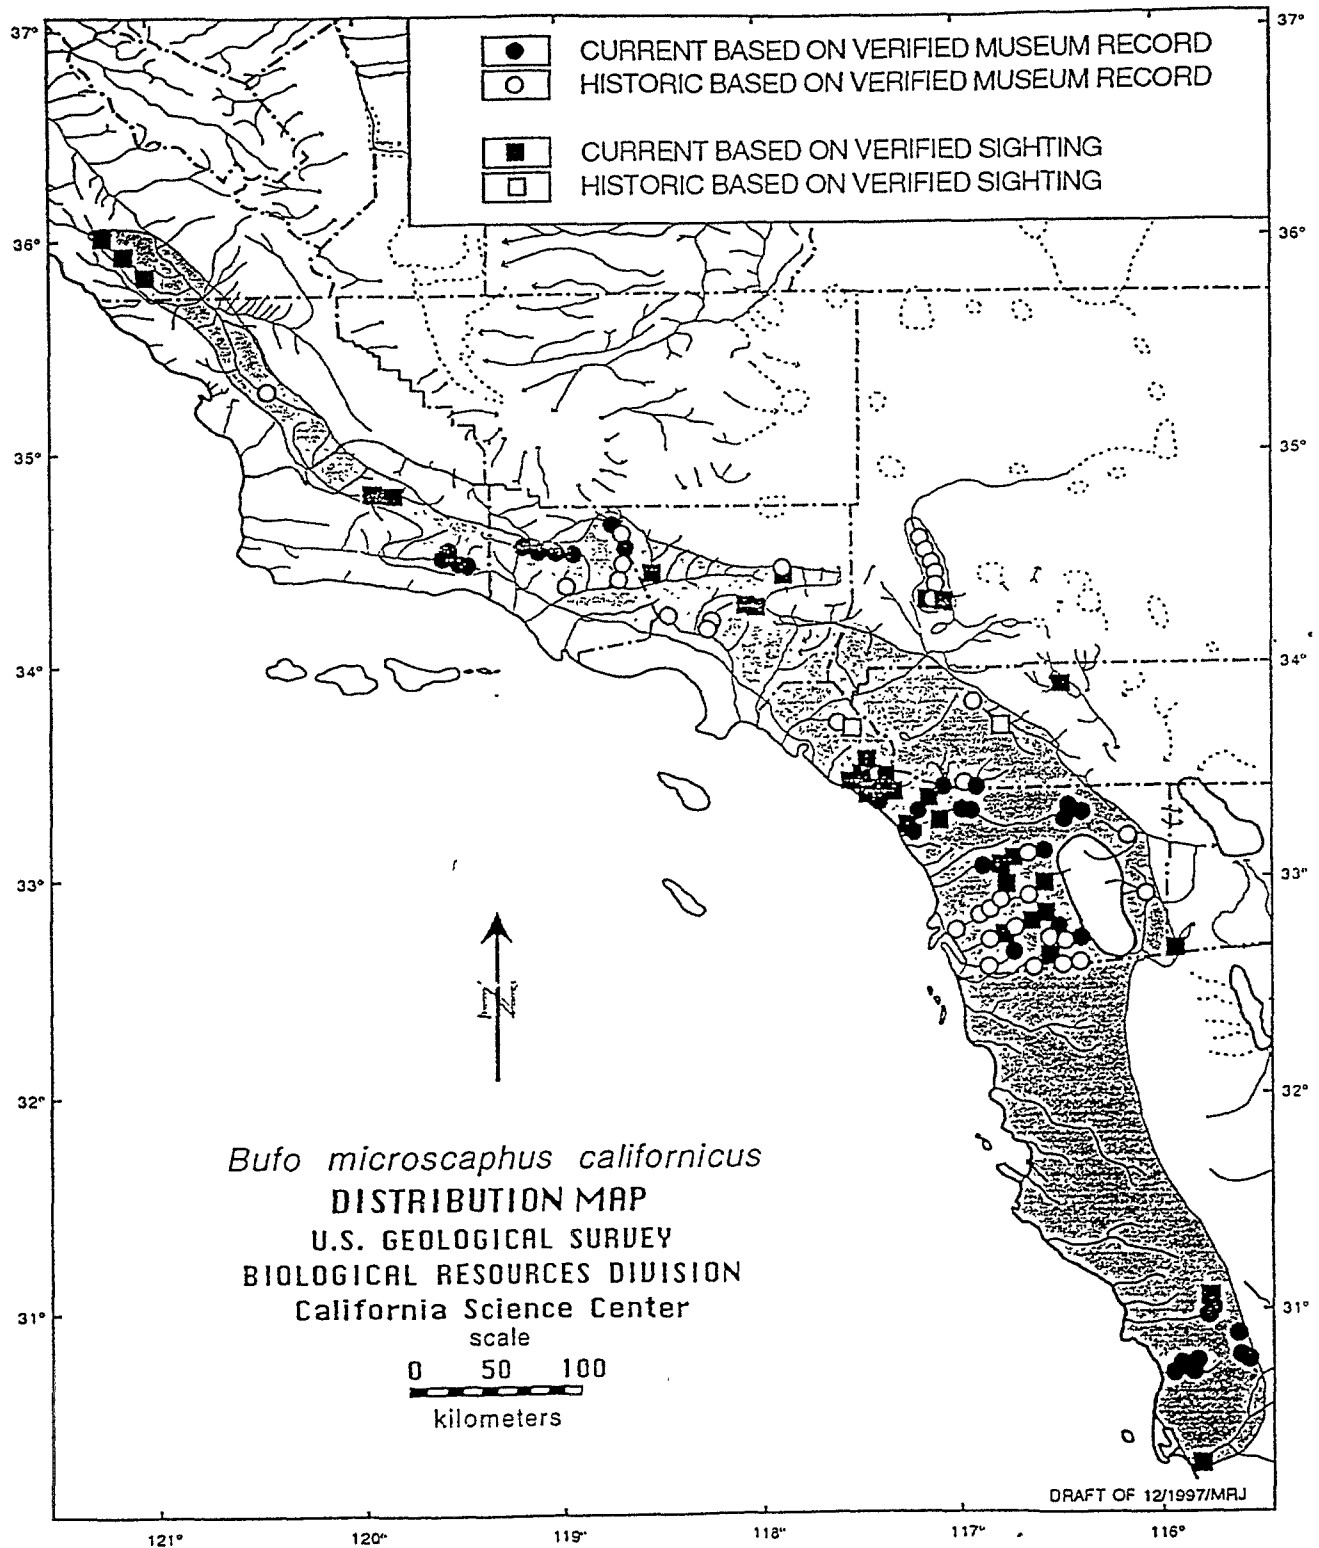 37°
37°
CURRENT BASED ON VERIFIED MUSEUM RECORD
HISTORIC BASED ON VERIFIED MUSEUM RECORD
CURRENT BASED ON VERIFIED SIGHTING
HISTORIC BASED ON VERIFIED SIGHTING
36°
36°
35°
35°
34°
34°
33°
33°
N
32°
32°
Bufo microscaphus californicus
DISTRIBUTION MAP
U.S. GEOLOGICAL SURVEY
BIOLOGICAL RESOURCES DIVISION
California Science Center
scale
0 50 100
kilometers
31°
31°
DRAFT OF 12/1997/MRJ
121° 120° 119° 118° 117° 116°